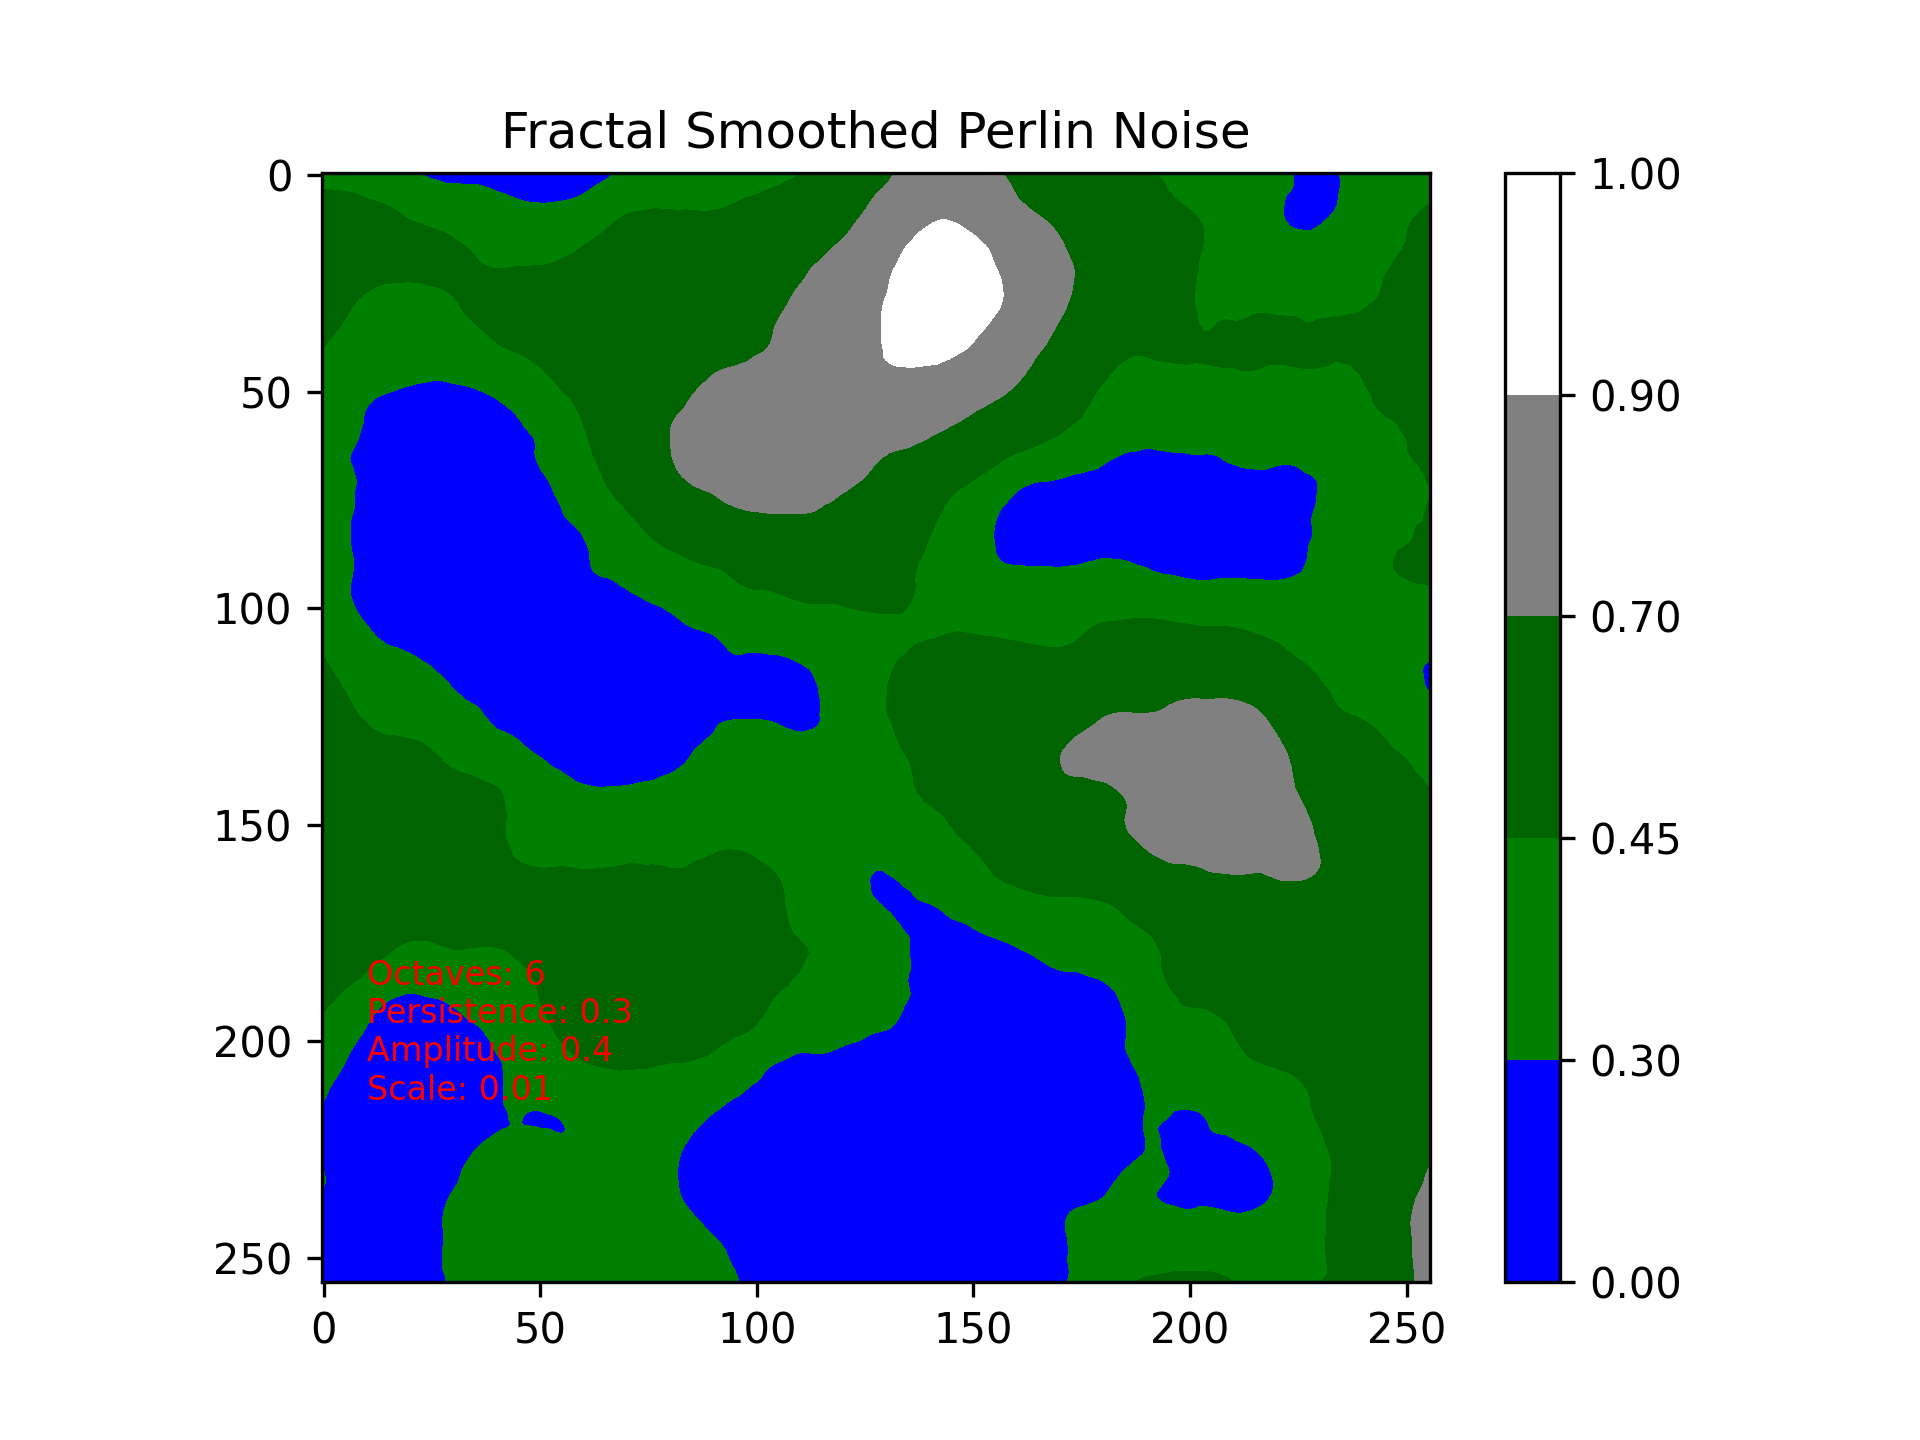 Fractal Smoothed Perlin Noise
0
50
100
150
200
250
0 50 100 150 200 250
Octaves: 6
Persistence: 0.3
Amplitude: 0.4
Scale: 0.01
1.00
0.90
0.70
0.45
0.30
0.00